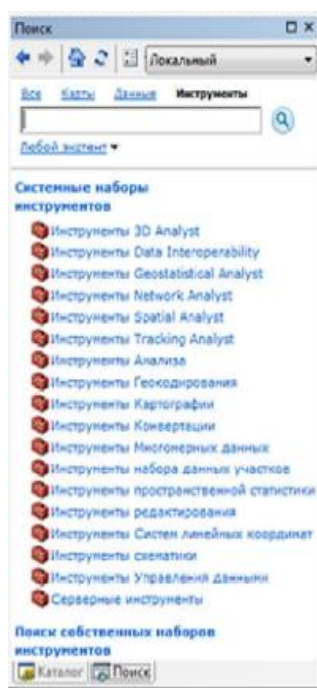 Поиск
Локальный
Все Карты Данные Инструменты
Любой экстент
Системные наборы
инструментов
Инструменты 3D Analyst
Инструменты Data Interoperability
Инструменты Geostatistical Analyst
Инструменты Network Analyst
Инструменты Spatial Analyst
Инструменты Tracking Analyst
Инструменты Анализа
Инструменты Геокодирования
Инструменты Картографии
Инструменты Конвертации
Инструменты Многомерных данных
Инструменты набора данных участков
Инструменты пространственной статистики
Инструменты редактирования
Инструменты Систем линейных координат
Инструменты схематики
Инструменты Управления данными
Серверные инструменты
Поиск собственных наборов
инструментов
Каталог Поиск